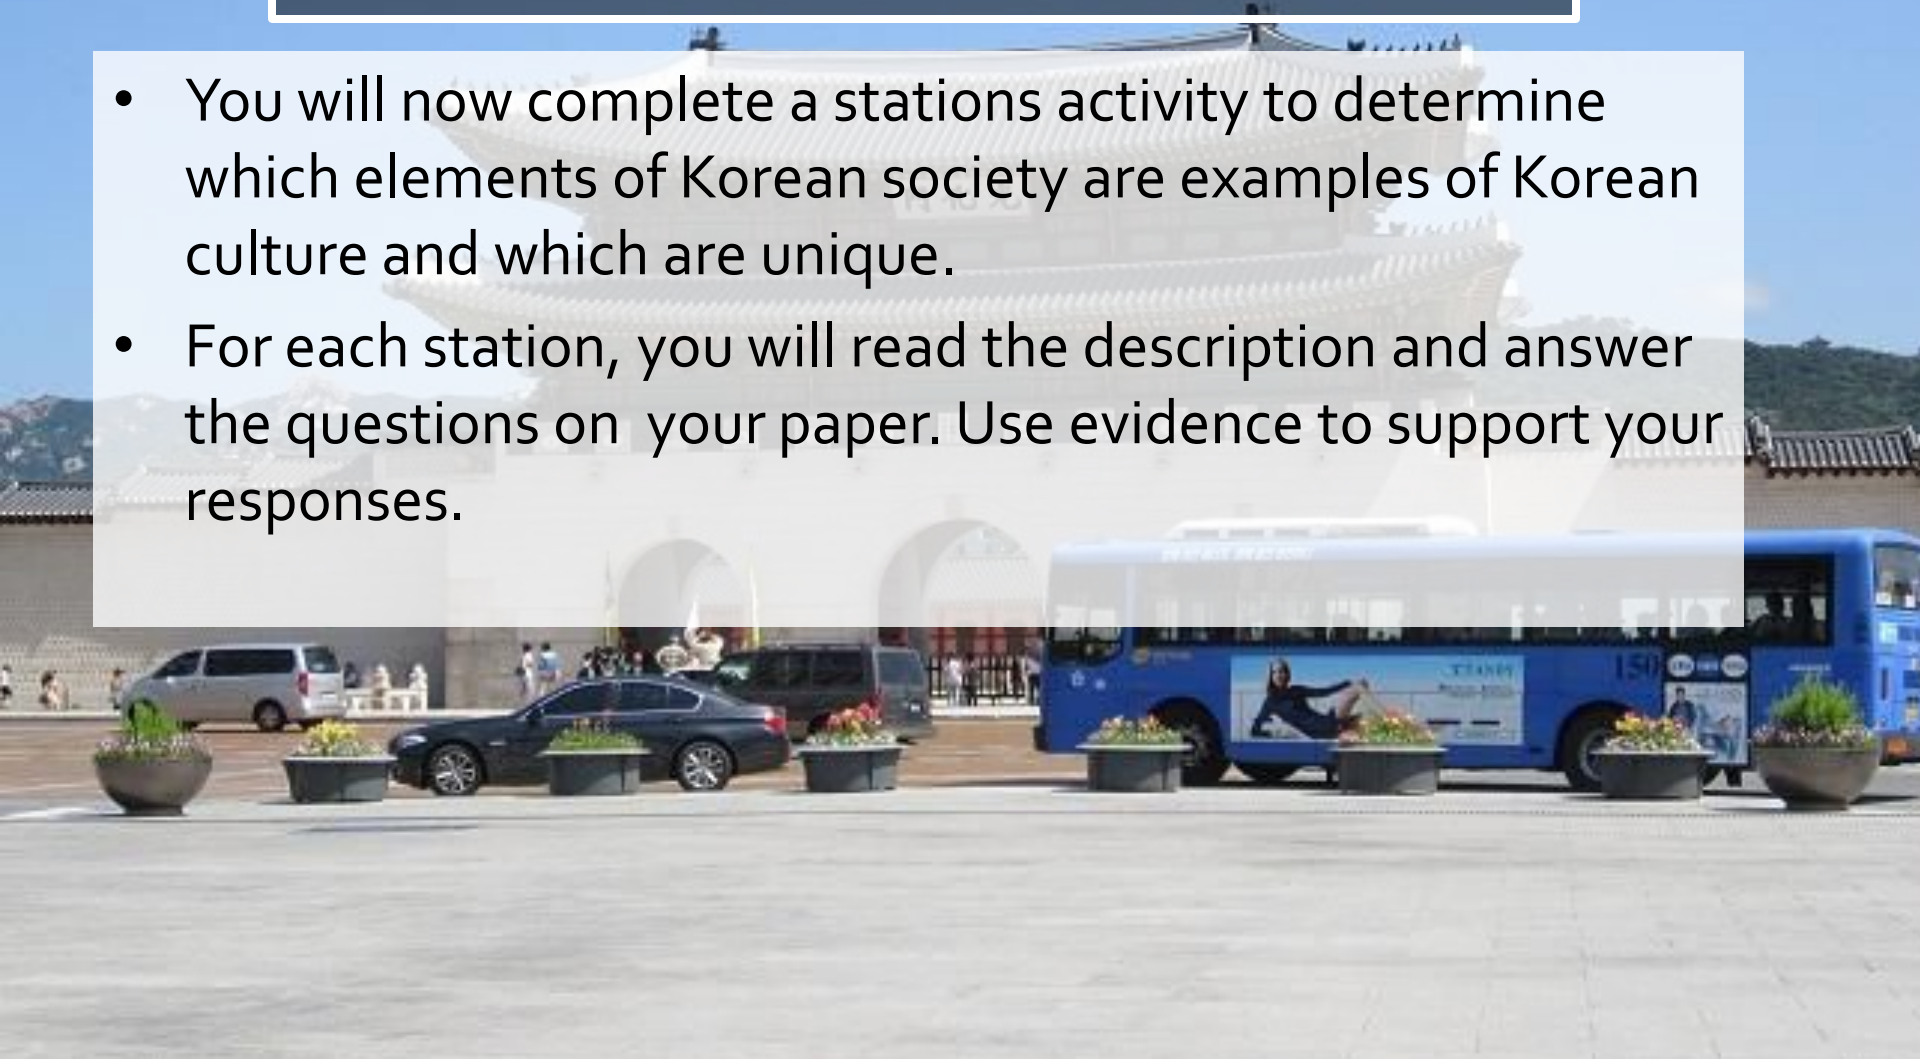 • You will now complete a stations activity to determine
which elements of Korean society are examples of Korean
culture and which are unique.
• For each station, you will read the description and answer
the questions on  your paper. Use evidence to support your
responses.
150